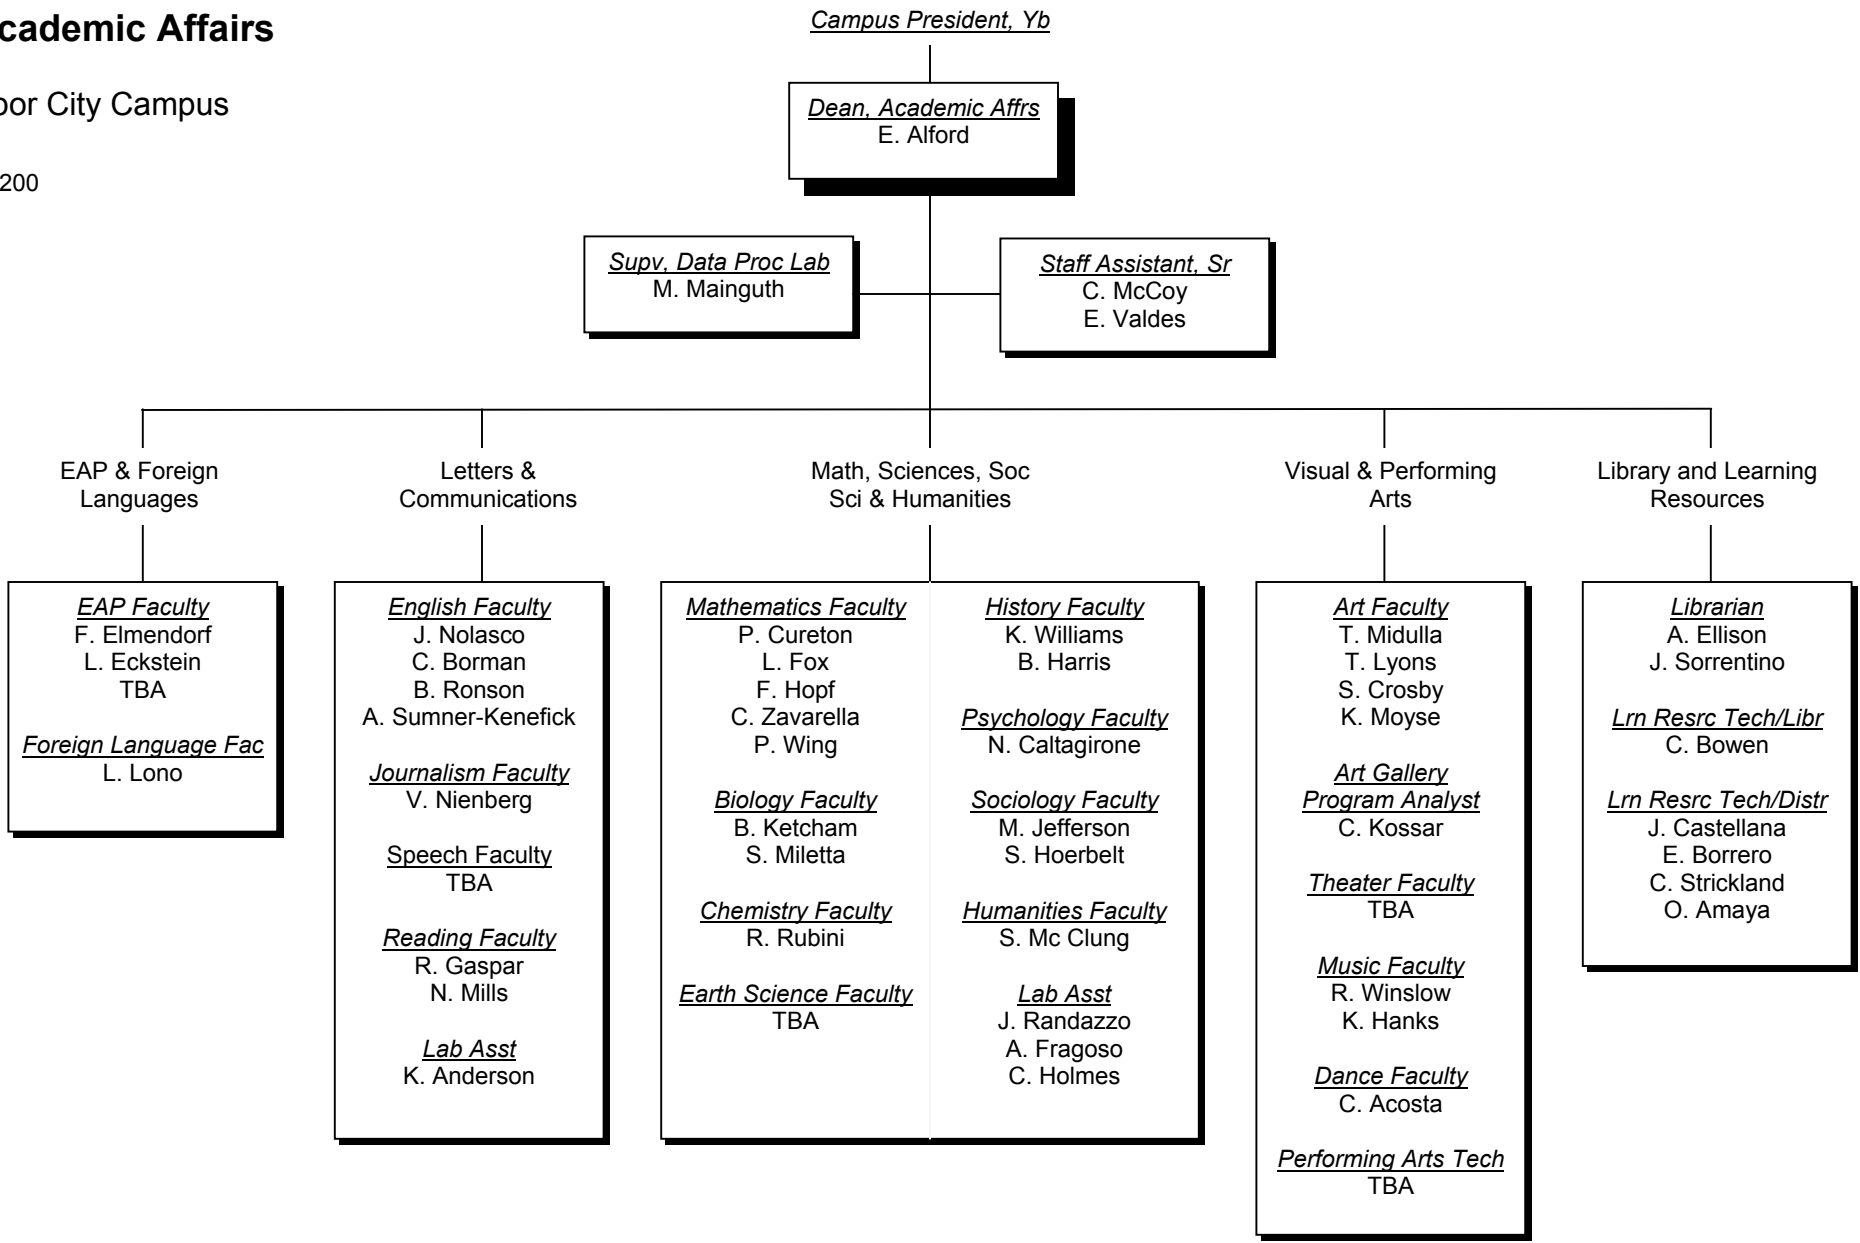 cademic Affairs
oor City Campus
200
Campus President, Yb
Dean, Academic Affrs
E. Alford
Supv, Data Proc Lab
M. Mainguth
Staff Assistant, Sr
C. McCoy
E. Valdes
EAP & Foreign
Languages
Letters &
Communications
Math, Sciences, Soc
Sci & Humanities
Visual & Performing
Arts
Library and Learning
Resources
EAP Faculty
F. Elmendorf
L. Eckstein
TBA
Foreign Language Fac
L. Lono
English Faculty
J. Nolasco
C. Borman
B. Ronson
A. Sumner-Kenefick
Journalism Faculty
V. Nienberg
Speech Faculty
TBA
Reading Faculty
R. Gaspar
N. Mills
Lab Asst
K. Anderson
Mathematics Faculty
P. Cureton
L. Fox
F. Hopf
C. Zavarella
P. Wing
Biology Faculty
B. Ketcham
S. Miletta
Chemistry Faculty
R. Rubini
Earth Science Faculty
TBA
History Faculty
K. Williams
B. Harris
Psychology Faculty
N. Caltagirone
Sociology Faculty
M. Jefferson
S. Hoerbelt
Humanities Faculty
S. Mc Clung
Lab Asst
J. Randazzo
A. Fragoso
C. Holmes
Art Faculty
T. Midulla
T. Lyons
S. Crosby
K. Moyse
Art Gallery
Program Analyst
C. Kossar
Theater Faculty
TBA
Music Faculty
R. Winslow
K. Hanks
Dance Faculty
C. Acosta
Performing Arts Tech
TBA
Librarian
A. Ellison
J. Sorrentino
Lrn Resrc Tech/Libr
C. Bowen
Lrn Resrc Tech/Distr
J. Castellana
E. Borrero
C. Strickland
O. Amaya